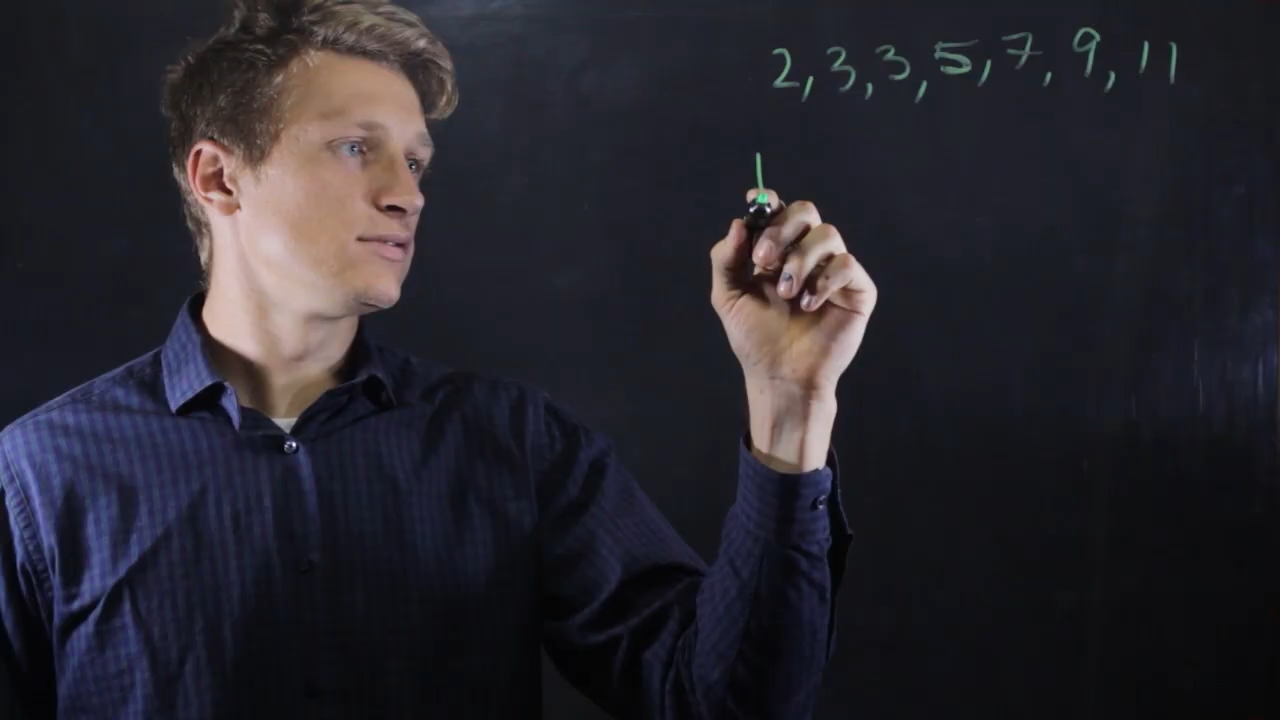 2, 3, 3, 5, 7, 9, 11